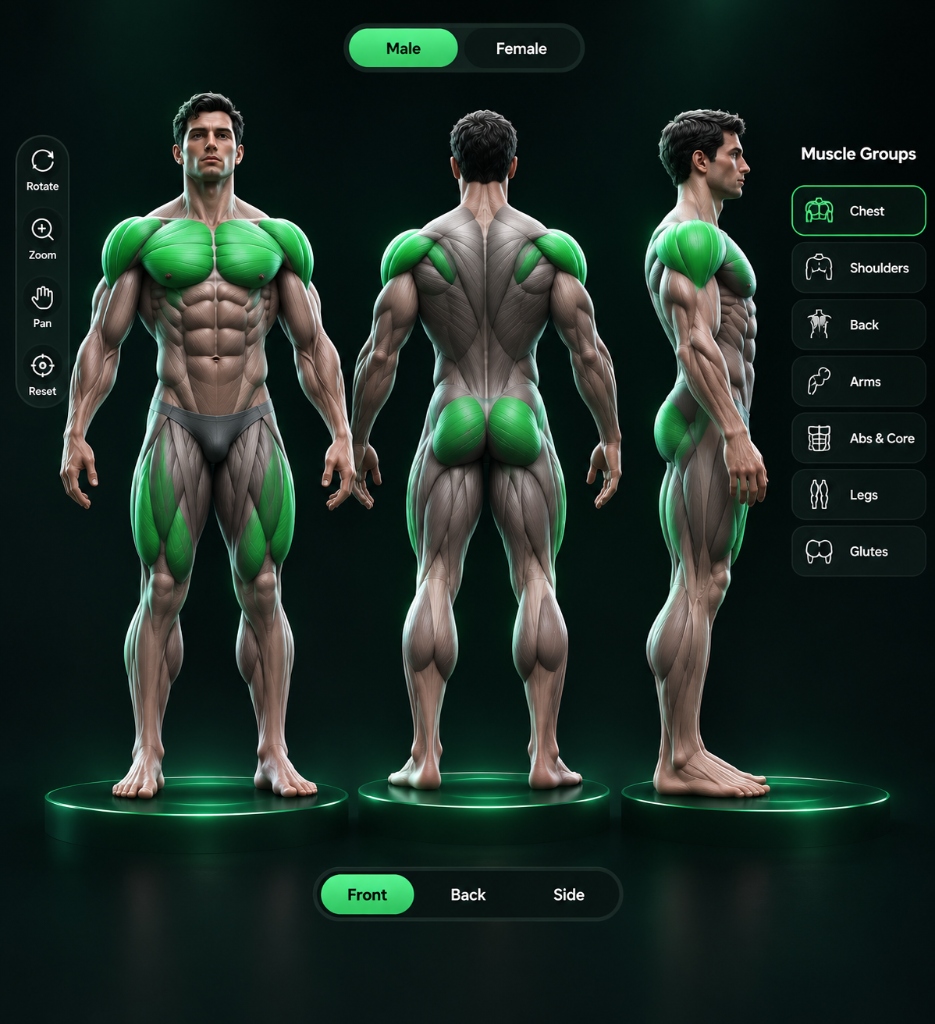 Male
Female
Rotate
Zoom
Pan
Reset
Muscle Groups
Chest
Shoulders
Back
Arms
Abs & Core
Legs
Glutes
Front
Back
Side